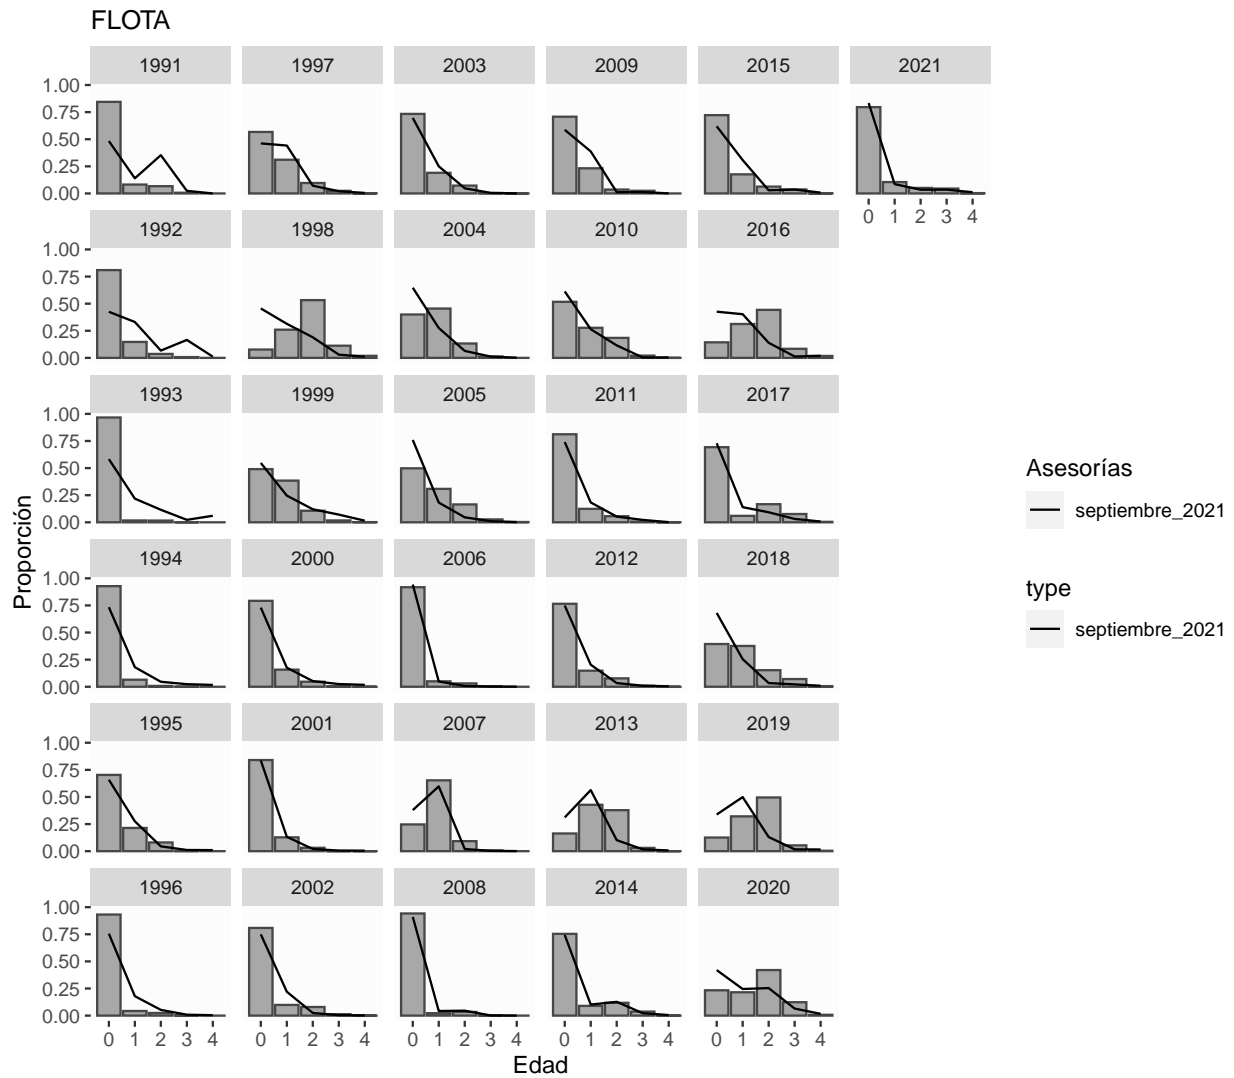 FLOTA
1991 1997 2003 2009 2015 2021
1.00
0.75
0.50
0.25
0.00
0 1 2 3 4
1992 1998 2004 2010 2016
1.00
0.75
0.50
0.25
0.00
1993 1999 2005 2011 2017
1.00
0.75
0.50
0.25
0.00
1994 2000 2006 2012 2018
1.00
0.75
0.50
0.25
0.00
1995 2001 2007 2013 2019
1.00
0.75
0.50
0.25
0.00
1996 2002 2008 2014 2020
1.00
0.75
0.50
0.25
0.00
0 1 2 3 4 0 1 2 3 4 0 1 2 3 4 0 1 2 3 4 0 1 2 3 4
Edad
Proporción
Asesorías
septiembre_2021
type
septiembre_2021